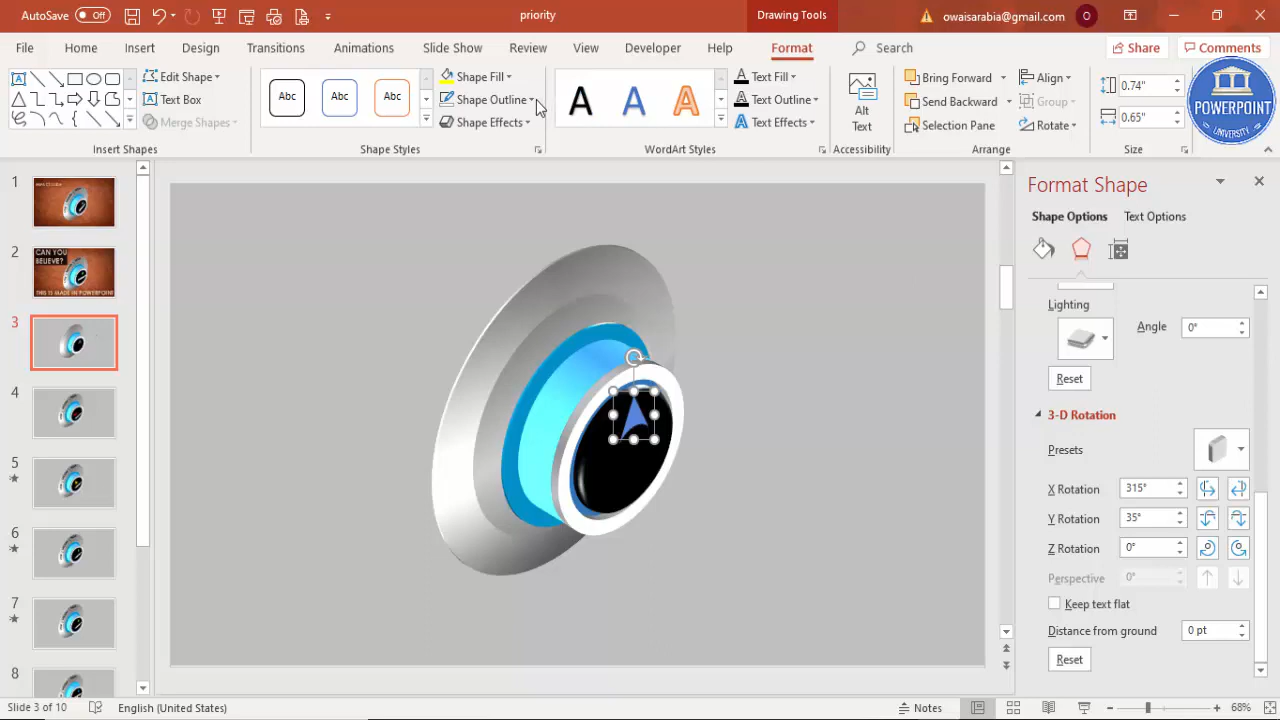 AutoSave Off priority Drawing Tools owaisarabia@gmail.com O
File Home Insert Design Transitions Animations Slide Show Review View Developer Help Format Search Share Comments
Edit Shape
Text Box
Merge Shapes
Insert Shapes
Abc Abc Abc
Shape Fill
Shape Outline
Shape Effects
Shape Styles
A A A
Text Fill
Text Outline
Text Effects
WordArt Styles
Alt
Text
Accessibility
Bring Forward
Send Backward
Selection Pane
Align
Group
Rotate
Arrange
0.74"
0.65"
Size
POWERPOINT
UNIVERSITY
1
2
CAN YOU
BELIEVE?
THIS IS MADE IN POWERPOINT
3
4
5
6
7
8
Format Shape
Shape Options Text Options
Lighting
Angle 0°
Reset
3-D Rotation
Presets
X Rotation 315°
Y Rotation 35°
Z Rotation 0°
Perspective 0°
Keep text flat
Distance from ground 0 pt
Reset
Slide 3 of 10 English (United States) Notes 68%